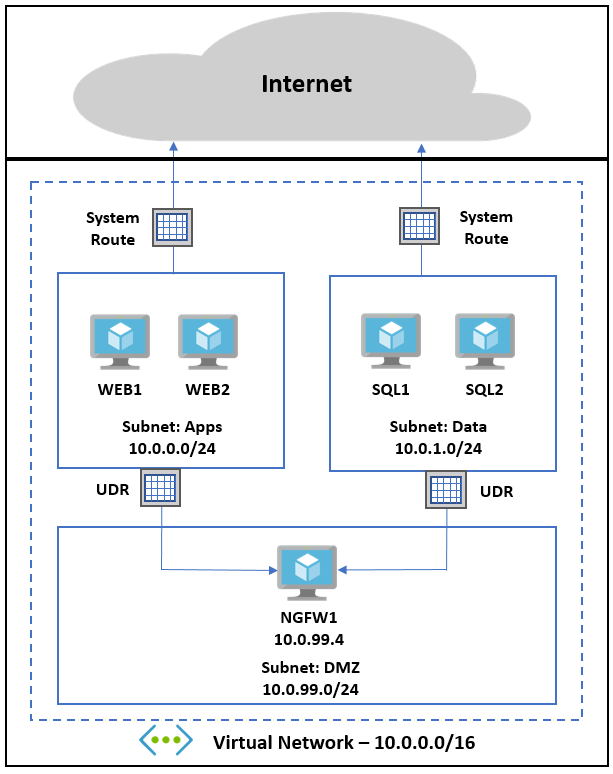 Internet
System
Route
System
Route
WEB1
WEB2
SQL1
SQL2
Subnet: Apps
10.0.0.0/24
Subnet: Data
10.0.1.0/24
UDR
UDR
NGFW1
10.0.99.4
Subnet: DMZ
10.0.99.0/24
Virtual Network – 10.0.0.0/16